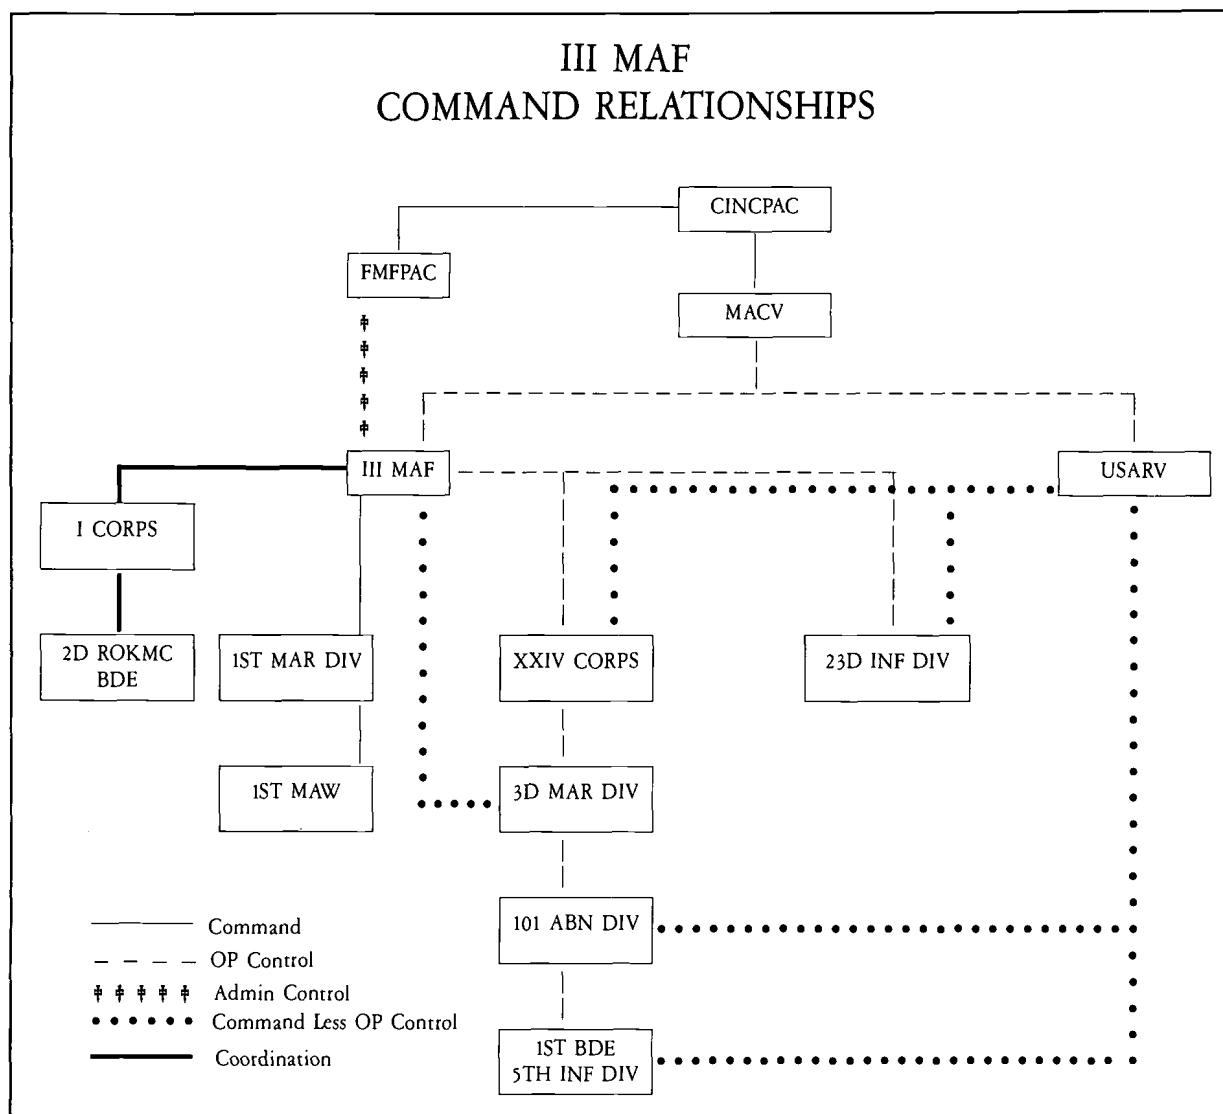 III MAF
COMMAND RELATIONSHIPS
CINCPAC
FMFPAC
MACV
III MAF
USARV
I CORPS
2D ROKMC
BDE
1ST MAR DIV
XXIV CORPS
23D INF DIV
1ST MAW
3D MAR DIV
101 ABN DIV
1ST BDE
5TH INF DIV
Command
OP Control
Admin Control
Command Less OP Control
Coordination